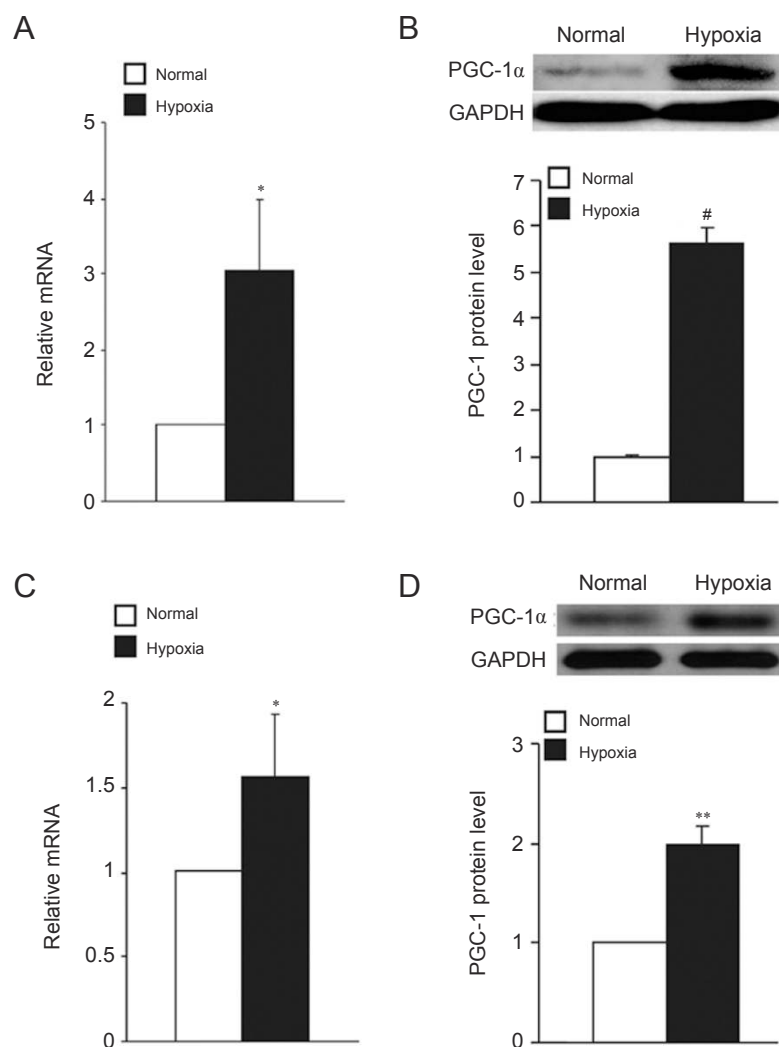 A
Normal
Hypoxia
5
4
3
2
1
0
Relative mRNA
*
B
Normal Hypoxia
PGC-1α
GAPDH
Normal
Hypoxia
7
6
5
4
3
2
1
0
PGC-1 protein level
#
C
Normal
Hypoxia
2
1.5
1
0.5
0
Relative mRNA
*
D
Normal Hypoxia
PGC-1α
GAPDH
Normal
Hypoxia
3
2
1
0
PGC-1 protein level
**